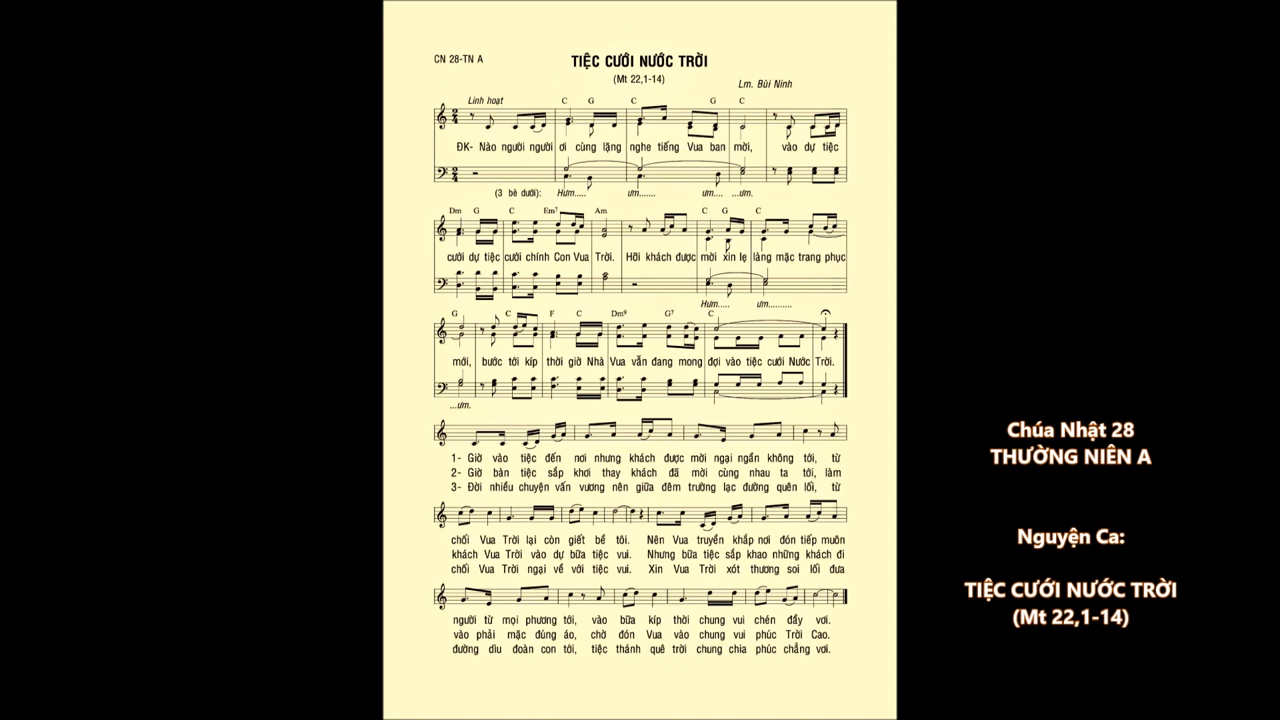 CN 28-TN A
TIỆC CƯỚI NƯỚC TRỜI
(Mt 22,1-14)
Lm. Bùi Ninh
Linh hoạt
C G C G C
ĐK- Nào người người ơi cùng lặng nghe tiếng Vua ban mời, vào dự tiệc
(3 bè dưới): Hưm..... ưm....... ưm.... ...ưm.
Dm G C Em7 Am C G C
cưới dự tiệc cưới chính Con Vua Trời. Hỡi khách được mời xin lẹ làng mặc trang phục
Hưm..... ưm..........
G C F C Dm9 G7 C
mới, bước tới kíp thời giờ Nhà Vua vẫn đang mong đợi vào tiệc cưới Nước Trời.
...ưm.
1- Giờ vào tiệc đến nơi nhưng khách được mời ngại ngần không tới, từ
2- Giờ bàn tiệc sắp khơi thay khách đã mời cùng nhau ta tới, làm
3- Đời nhiều chuyện vấn vương nên giữa đêm trường lạc đường quên lối, từ
chối Vua Trời lại còn giết bề tôi. Nên Vua truyền khắp nơi đón tiếp muôn
khách Vua Trời vào dự bữa tiệc vui. Nhưng bữa tiệc sắp khao những khách đi
chối Vua Trời ngại về với tiệc vui. Xin Vua Trời xót thương soi lối đưa
người từ mọi phương tới, vào bữa kíp thời chung vui chén đầy vơi.
vào phải mặc đúng áo, chờ đón Vua vào chung vui phúc Trời Cao.
đường dìu đoàn con tới, tiệc thánh quê trời chung chia phúc chẳng vơi.
Chúa Nhật 28
THƯỜNG NIÊN A
Nguyện Ca:
TIỆC CƯỚI NƯỚC TRỜI
(Mt 22,1-14)